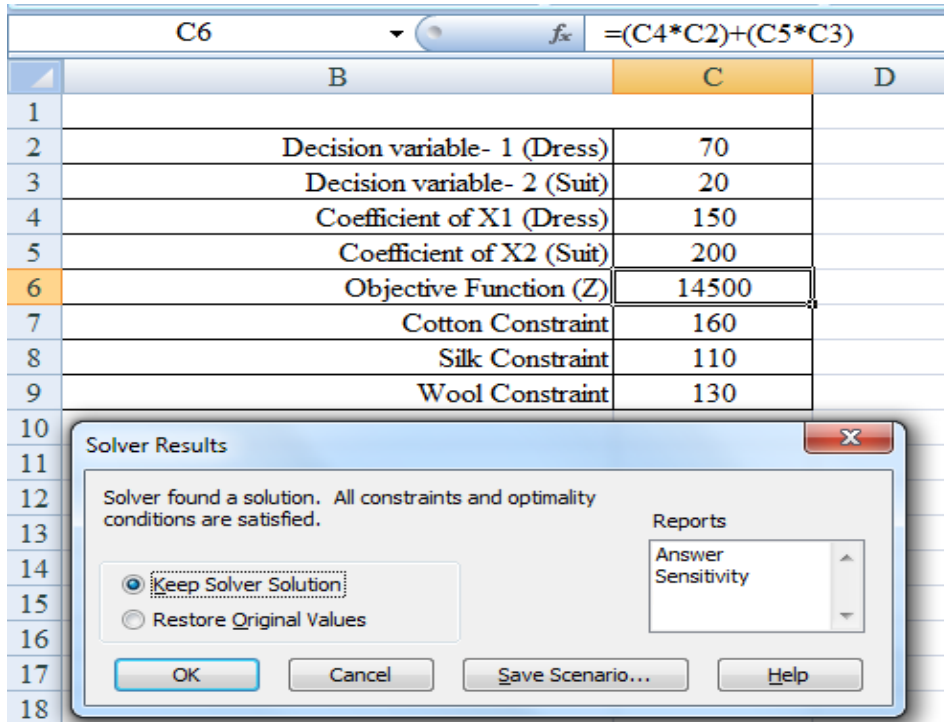 C6 fx =(C4*C2)+(C5*C3)
B C D
1
2 Decision variable- 1 (Dress) 70
3 Decision variable- 2 (Suit) 20
4 Coefficient of X1 (Dress) 150
5 Coefficient of X2 (Suit) 200
6 Objective Function (Z) 14500
7 Cotton Constraint 160
8 Silk Constraint 110
9 Wool Constraint 130
10
11
12
13
14
15
16
17
18
Solver Results
Solver found a solution. All constraints and optimality
conditions are satisfied.
Reports
Answer
Sensitivity
Keep Solver Solution
Restore Original Values
OK Cancel Save Scenario... Help